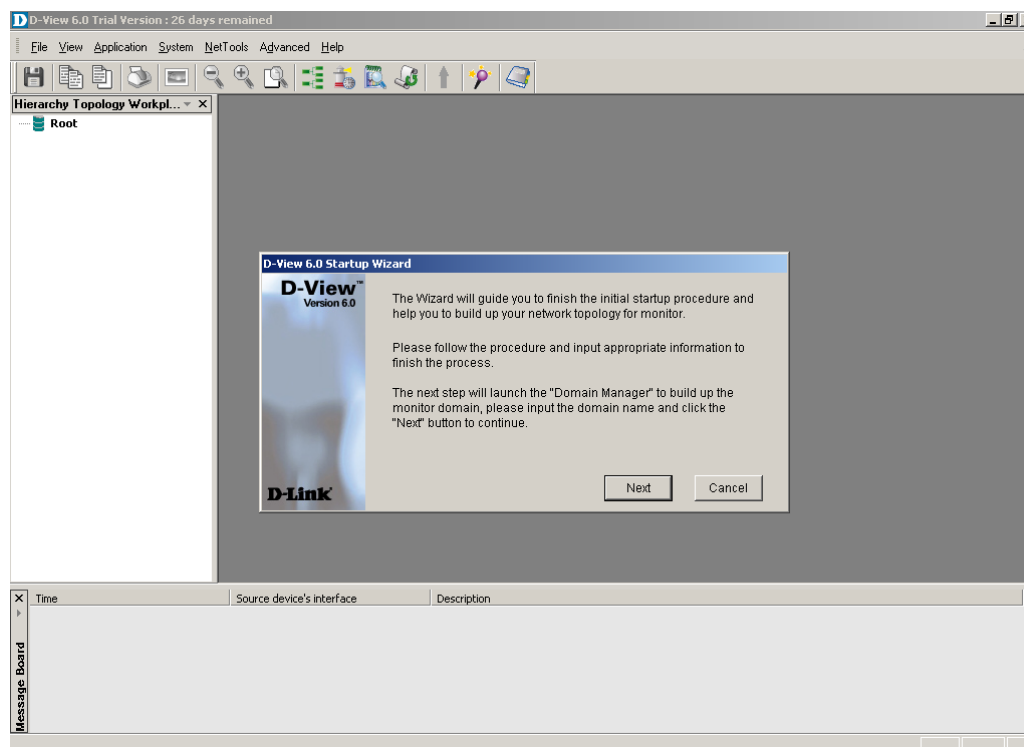 D-View 6.0 Trial Version : 26 days remained
File View Application System NetTools Advanced Help
Hierarchy Topology Workpl...
Root
D-View 6.0 Startup Wizard
D-View™
Version 6.0
The Wizard will guide you to finish the initial startup procedure and
help you to build up your network topology for monitor.
Please follow the procedure and input appropriate information to
finish the process.
The next step will launch the "Domain Manager" to build up the
monitor domain, please input the domain name and click the
"Next" button to continue.
D-Link
Next Cancel
Time Source device's interface Description
Message Board